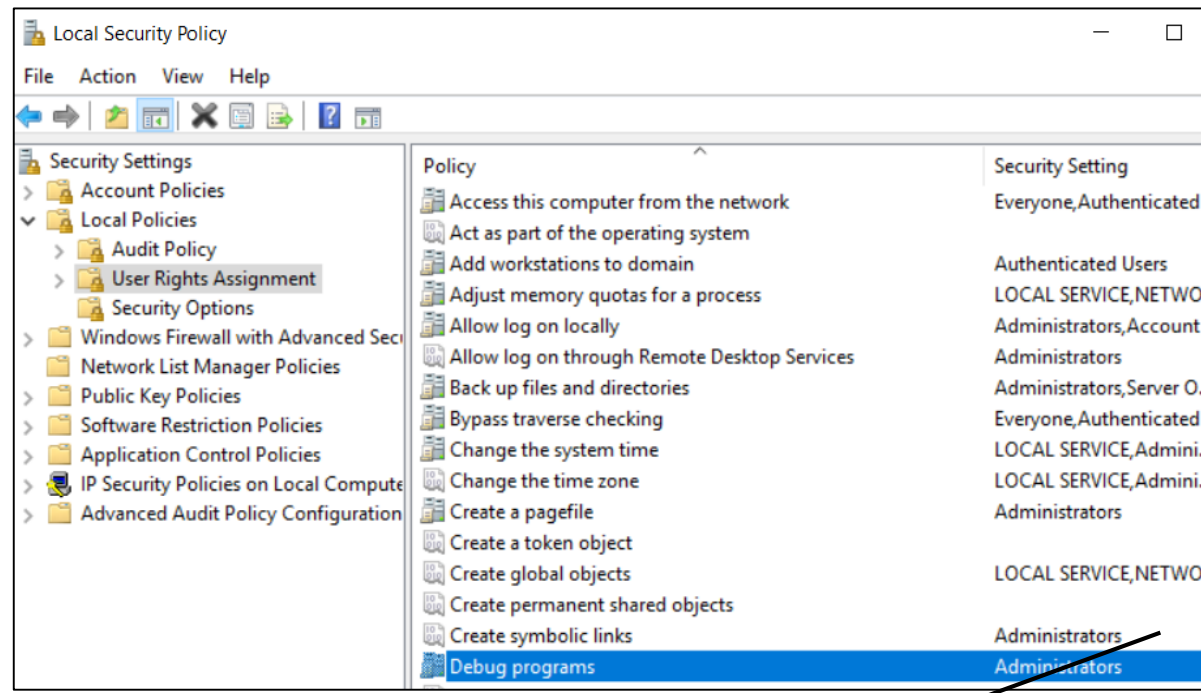 Local Security Policy
File Action View Help
Security Settings
Account Policies
Local Policies
Audit Policy
User Rights Assignment
Security Options
Windows Firewall with Advanced Secu
Network List Manager Policies
Public Key Policies
Software Restriction Policies
Application Control Policies
IP Security Policies on Local Compute
Advanced Audit Policy Configuration
Policy Security Setting
Access this computer from the network Everyone,Authenticated
Act as part of the operating system
Add workstations to domain Authenticated Users
Adjust memory quotas for a process LOCAL SERVICE,NETWO
Allow log on locally Administrators,Account
Allow log on through Remote Desktop Services Administrators
Back up files and directories Administrators,Server O.
Bypass traverse checking Everyone,Authenticated
Change the system time LOCAL SERVICE,Admini.
Change the time zone LOCAL SERVICE,Admini.
Create a pagefile Administrators
Create a token object
Create global objects LOCAL SERVICE,NETWO
Create permanent shared objects
Create symbolic links Administrators
Debug programs Administrators